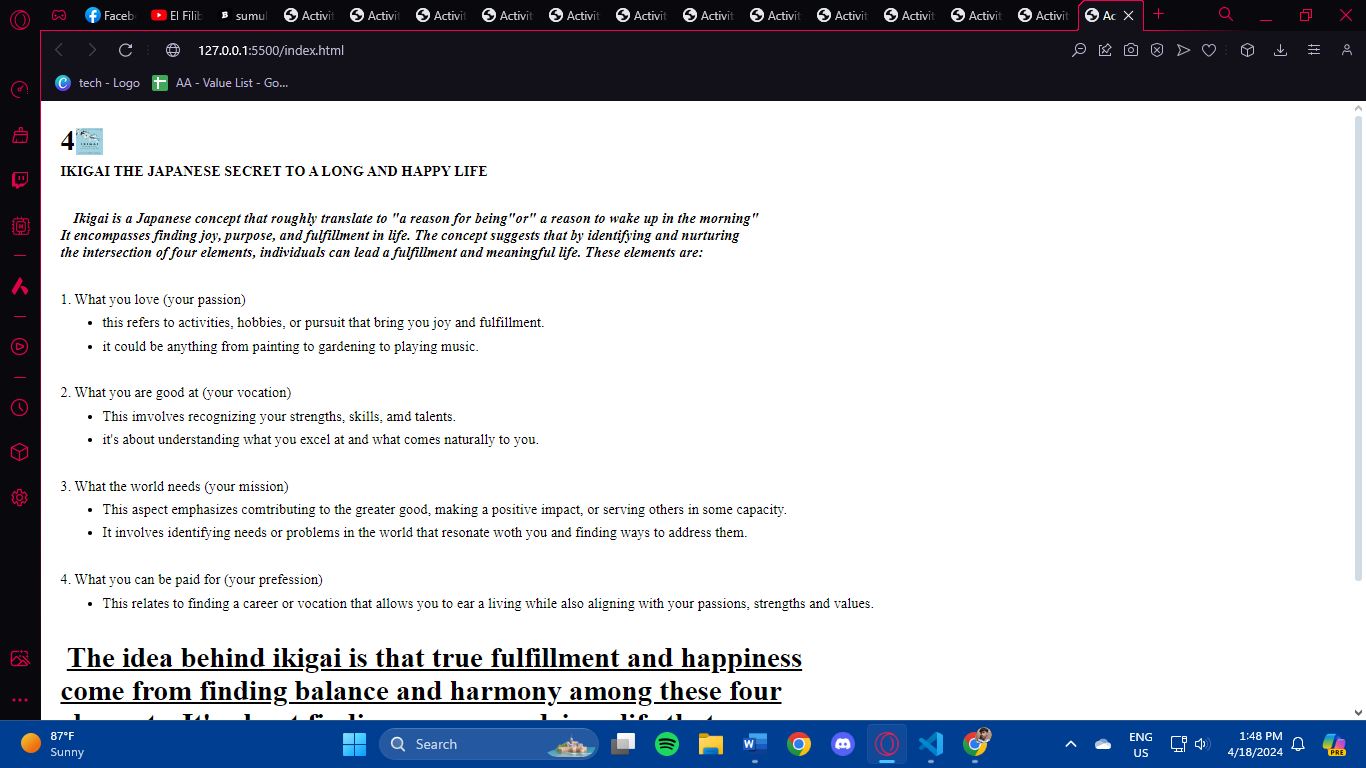 Faceb
El Filib
sumul
Activit
Activit
Activit
Activit
Activit
Activit
Activit
Activit
Activit
Activit
Activit
Activit
Ac
127.0.0.1:5500/index.html
tech - Logo
AA - Value List - Go...
4
IKIGAI THE JAPANESE SECRET TO A LONG AND HAPPY LIFE
Ikigai is a Japanese concept that roughly translate to "a reason for being"or" a reason to wake up in the morning"
It encompasses finding joy, purpose, and fulfillment in life. The concept suggests that by identifying and nurturing
the intersection of four elements, individuals can lead a fulfillment and meaningful life. These elements are:
1. What you love (your passion)
• this refers to activities, hobbies, or pursuit that bring you joy and fulfillment.
• it could be anything from painting to gardening to playing music.
2. What you are good at (your vocation)
• This imvolves recognizing your strengths, skills, amd talents.
• it's about understanding what you excel at and what comes naturally to you.
3. What the world needs (your mission)
• This aspect emphasizes comtributing to the greater good, making a positive impact, or serving others in some capacity.
• It involves identifying needs or problems in the world that resonate woth you and finding ways to address them.
4. What you can be paid for (your prefession)
• This relates to finding a career or vocation that allows you to ear a living while also aligning with your passions, strengths and values.
The idea behind ikigai is that true fulfillment and happiness
come from finding balance and harmony among these four
87°F
Sunny
Search
ENG
US
1:48 PM
4/18/2024
PRE